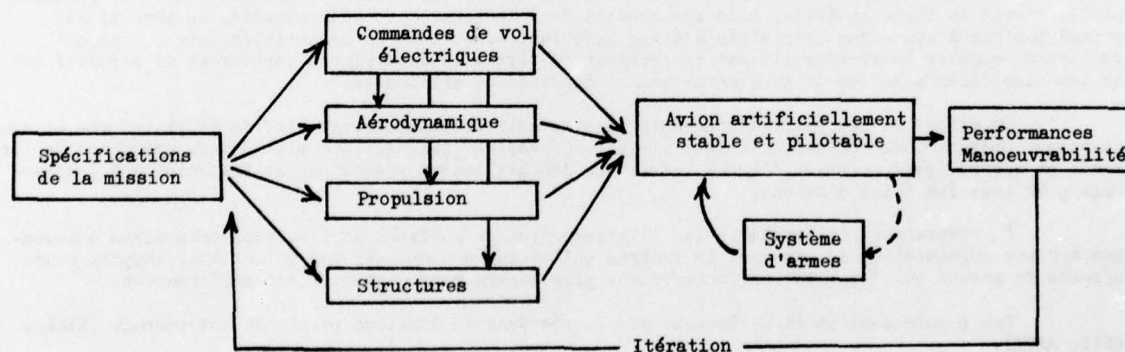 Commandes de vol
électriques
Aérodynamique
Propulsion
Structures
Spécifications
de la mission
Avion artificiellement
stable et pilotable
Performances
Manoeuvrabilité
Système
d'armes
Itération